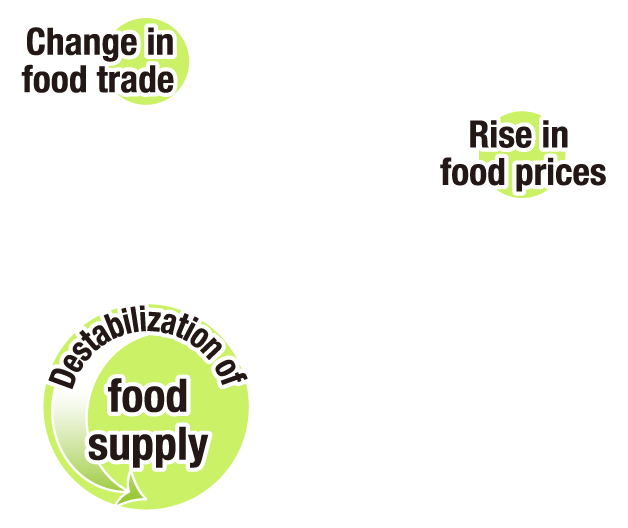 Change in
food trade
Rise in
food prices
Destabilization of
food
supply